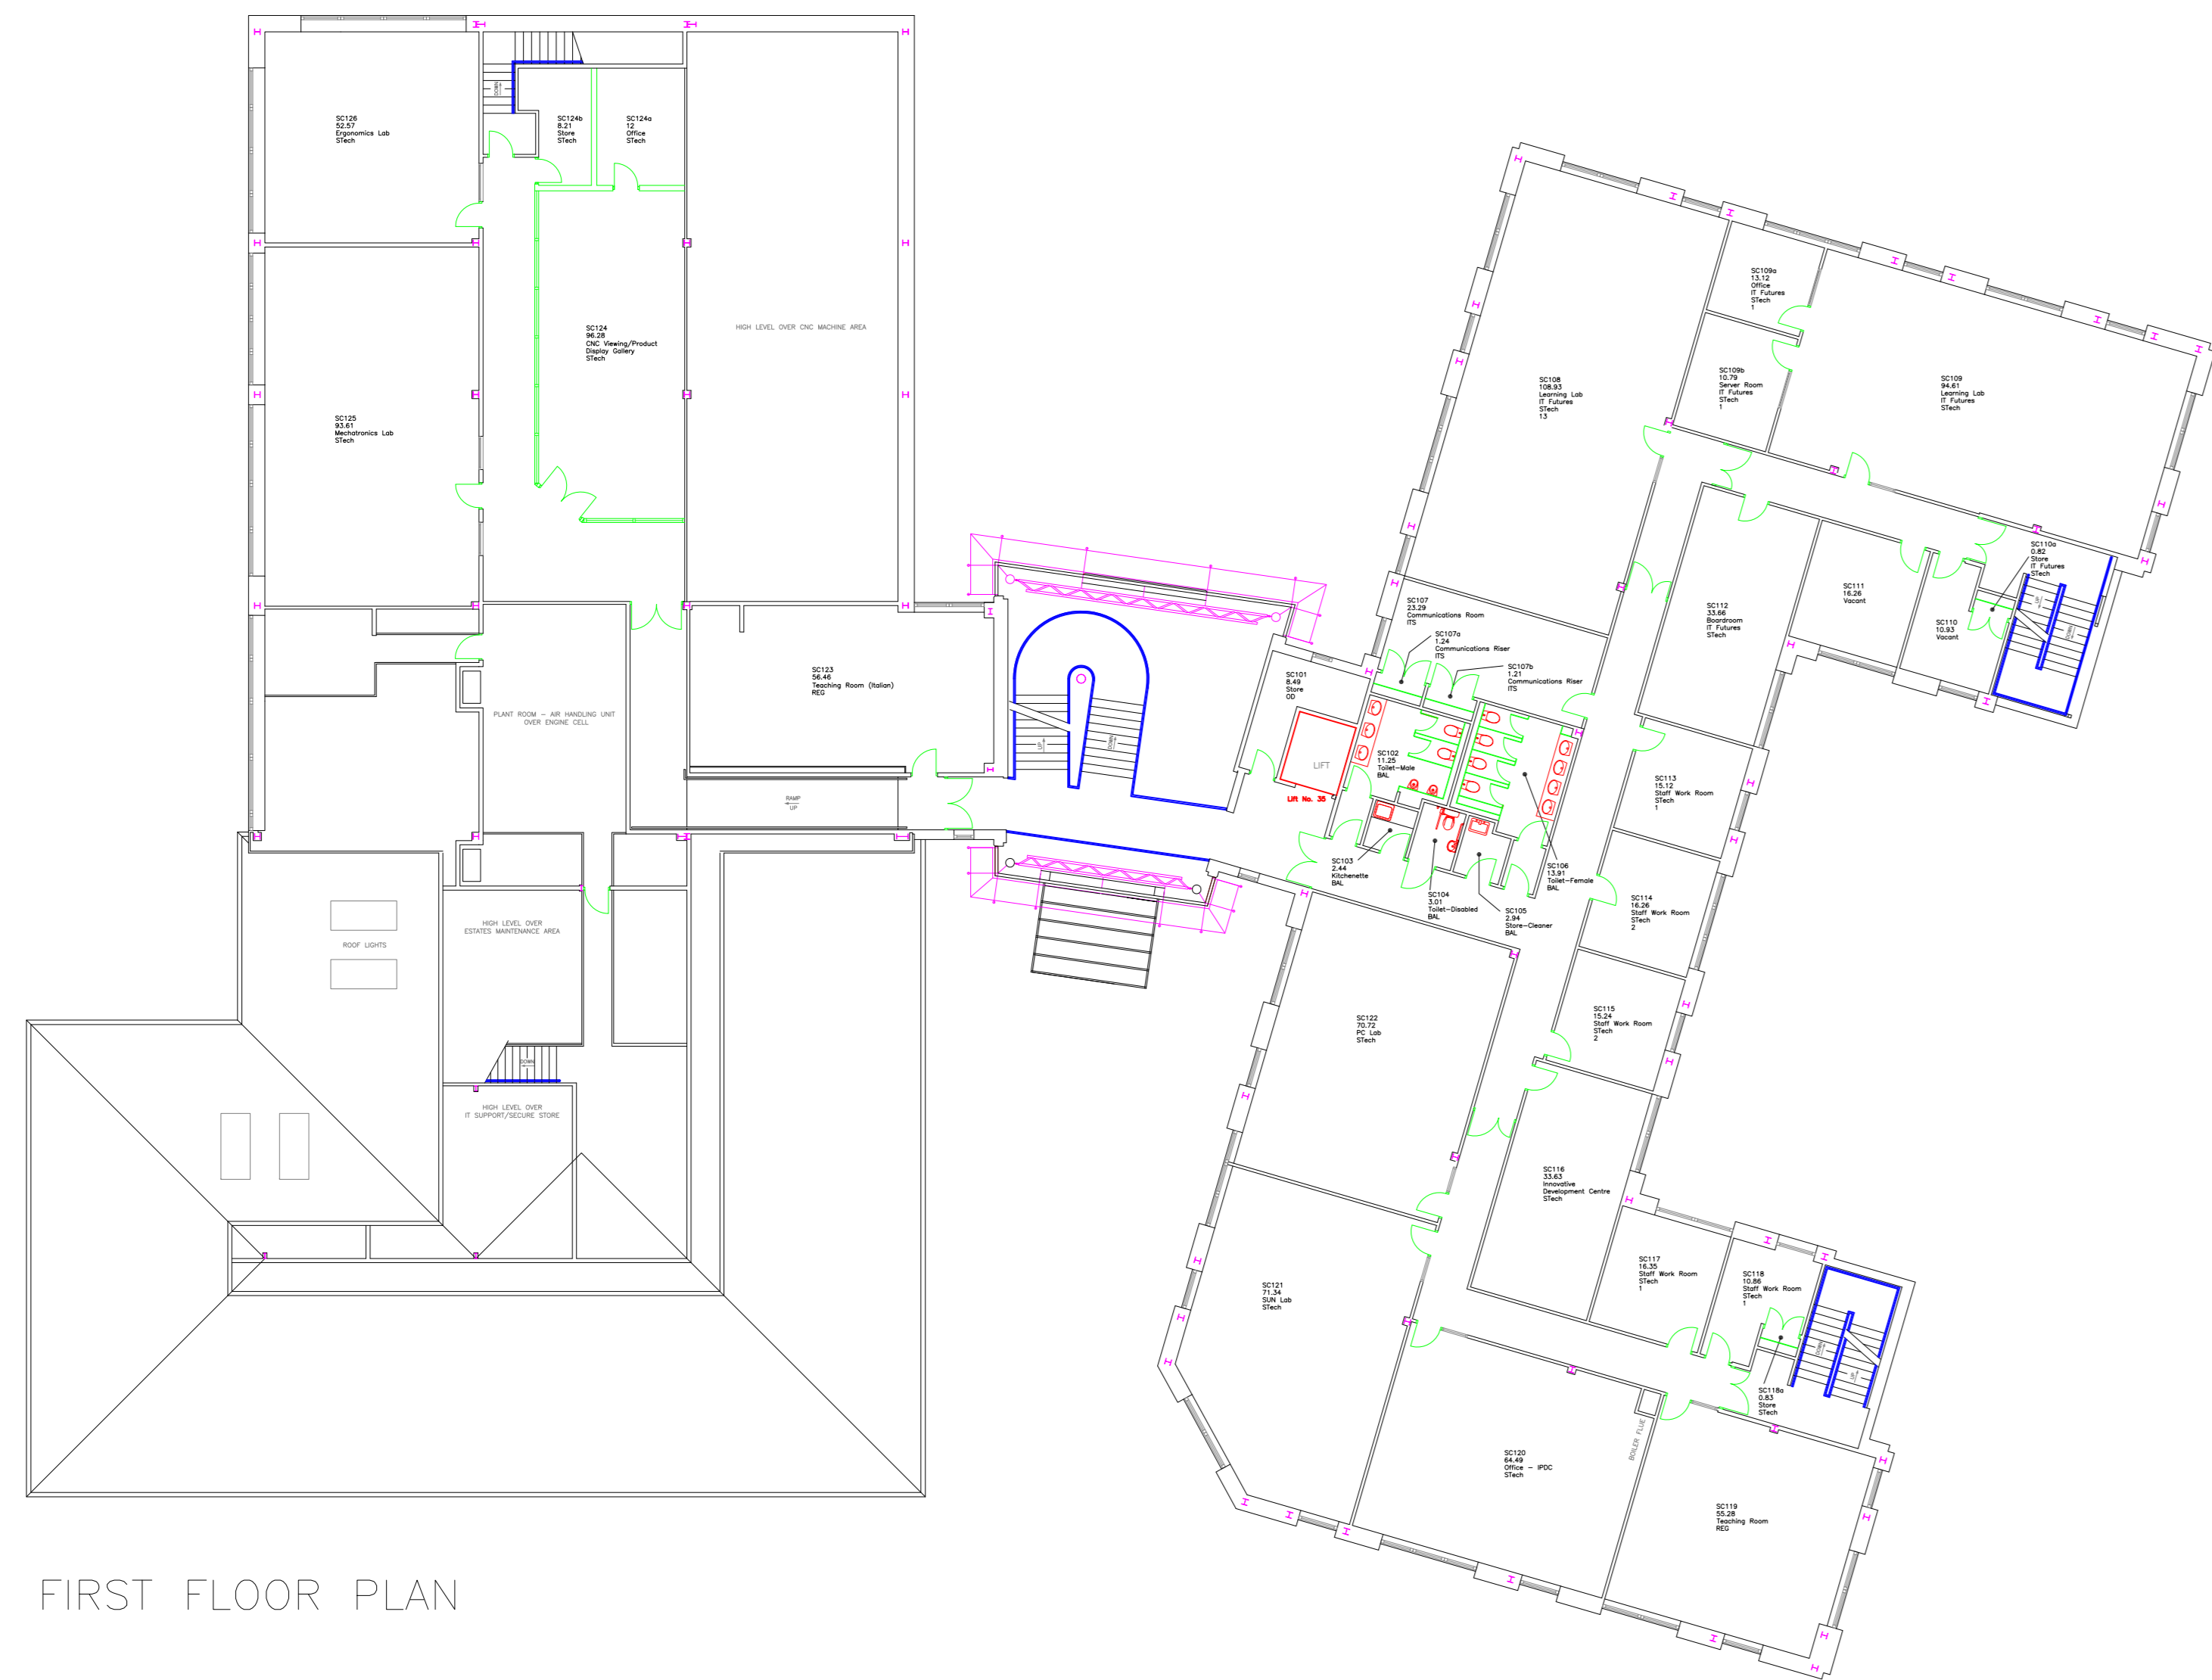 SC126
52.57
Ergonomics Lab
STech
DOWN
SC124b
8.21
Store
STech
SC124a
12
Office
STech
SC124
96.28
CNC Viewing/Product
Display Gallery
STech
HIGH LEVEL OVER CNC MACHINE AREA
SC125
93.61
Mechatronics Lab
STech
PLANT ROOM - AIR HANDLING UNIT
OVER ENGINE CELL
SC123
56.46
Teaching Room (Italian)
REG
RAMP
UP
UP
DOWN
HIGH LEVEL OVER
ESTATES MAINTENANCE AREA
ROOF LIGHTS
DOWN
HIGH LEVEL OVER
IT SUPPORT/SECURE STORE
SC108
108.93
Learning Lab
IT Futures
STech
13
SC109a
13.12
Office
IT Futures
STech
1
SC109b
10.79
Server Room
IT Futures
STech
1
SC109
94.61
Learning Lab
IT Futures
STech
SC110a
0.82
Store
IT Futures
STech
SC111
16.26
Vacant
SC112
33.66
Boardroom
IT Futures
STech
SC110
10.93
Vacant
UP
DOWN
SC107
23.29
Communications Room
ITS
SC107a
1.24
Communications Riser
ITS
SC107b
1.21
Communications Riser
ITS
SC101
8.49
Store
OD
LIFT
Lift No. 35
SC102
11.25
Toilet-Male
BAL
SC103
2.44
Kitchenette
BAL
SC104
3.01
Toilet-Disabled
BAL
SC105
2.94
Store-Cleaner
BAL
SC106
13.91
Toilet-Female
BAL
SC113
15.12
Staff Work Room
STech
1
SC114
16.26
Staff Work Room
STech
2
SC115
15.24
Staff Work Room
STech
2
SC122
70.72
PC Lab
STech
SC116
33.63
Innovative
Development Centre
STech
SC117
16.35
Staff Work Room
STech
1
SC118
10.86
Staff Work Room
STech
1
DOWN
UP
SC118a
0.83
Store
STech
SC121
71.34
SUN Lab
STech
SC120
64.49
Office - IPDC
STech
BOILER FLUE
SC119
55.28
Teaching Room
REG
FIRST FLOOR PLAN